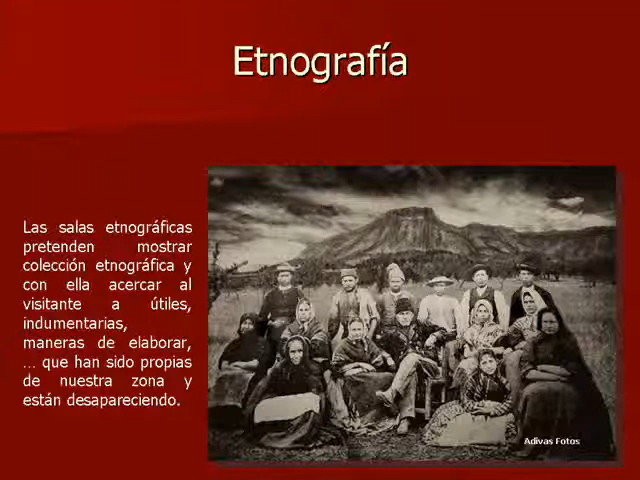 Etnografía
Las salas etnográficas
pretenden mostrar
colección etnográfica y
con ella acercar al
visitante a útiles,
indumentarias,
maneras de elaborar,
... que han sido propias
de nuestra zona y
están desapareciendo.
Adivas Fotos